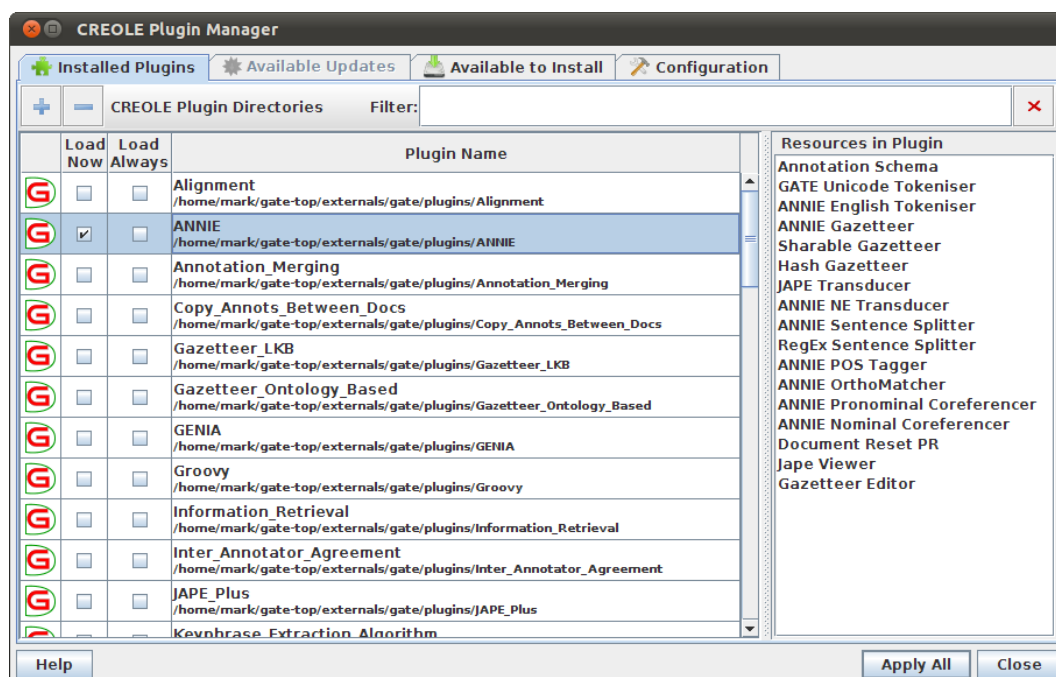 CREOLE Plugin Manager
Installed Plugins
Available Updates
Available to Install
Configuration
CREOLE Plugin Directories
Filter:
Load Now
Load Always
Plugin Name
Alignment
/home/mark/gate-top/externals/gate/plugins/Alignment
ANNIE
/home/mark/gate-top/externals/gate/plugins/ANNIE
Annotation_Merging
/home/mark/gate-top/externals/gate/plugins/Annotation_Merging
Copy_Annots_Between_Docs
/home/mark/gate-top/externals/gate/plugins/Copy_Annots_Between_Docs
Gazetteer_LKB
/home/mark/gate-top/externals/gate/plugins/Gazetteer_LKB
Gazetteer_Ontology_Based
/home/mark/gate-top/externals/gate/plugins/Gazetteer_Ontology_Based
GENIA
/home/mark/gate-top/externals/gate/plugins/GENIA
Groovy
/home/mark/gate-top/externals/gate/plugins/Groovy
Information_Retrieval
/home/mark/gate-top/externals/gate/plugins/Information_Retrieval
Inter_Annotator_Agreement
/home/mark/gate-top/externals/gate/plugins/Inter_Annotator_Agreement
JAPE_Plus
/home/mark/gate-top/externals/gate/plugins/JAPE_Plus
Keyphrase_Extraction_Algorithm
Resources in Plugin
Annotation Schema
GATE Unicode Tokeniser
ANNIE English Tokeniser
ANNIE Gazetteer
Sharable Gazetteer
Hash Gazetteer
JAPE Transducer
ANNIE NE Transducer
ANNIE Sentence Splitter
RegEx Sentence Splitter
ANNIE POS Tagger
ANNIE OrthoMatcher
ANNIE Pronominal Coreferencer
ANNIE Nominal Coreferencer
Document Reset PR
Jape Viewer
Gazetteer Editor
Help
Apply All
Close